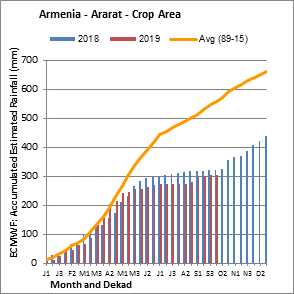 Armenia - Ararat - Crop Area
2018 2019 Avg (89-15)
ECMWF: Accumulated Estimated Rainfall (mm)
700
600
500
400
300
200
100
0
J1 J3 F2 M1 M3 A2 M1 M3 J2 J1 J3 A2 S1 S3 D2 D1 N3 D2
Month and Dekad